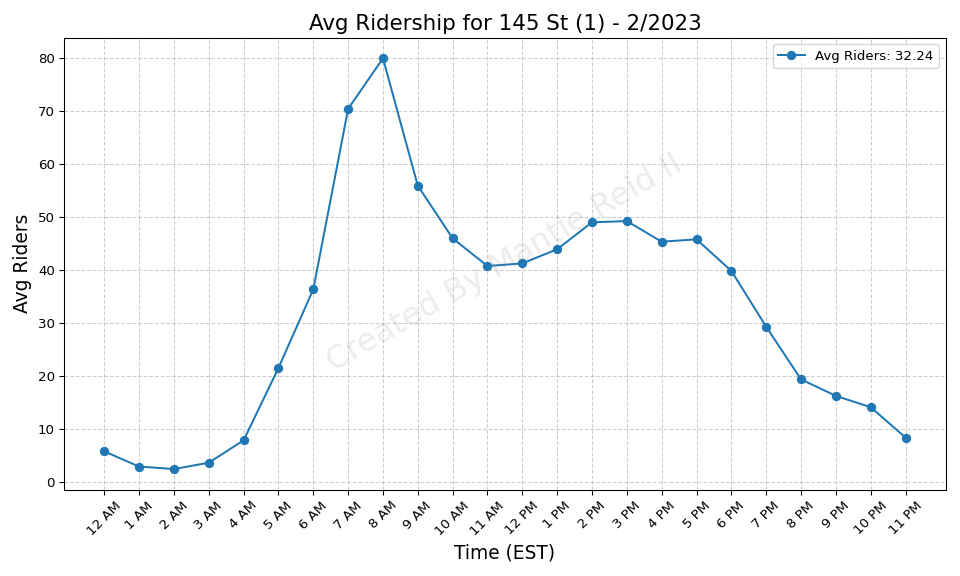 Avg Ridership for 145 St (1) - 2/2023
Avg Riders: 32.24
Avg Riders
80
70
60
50
40
30
20
10
0
Created By Mantie Reid II
12 AM 1 AM 2 AM 3 AM 4 AM 5 AM 6 AM 7 AM 8 AM 9 AM 10 AM 11 AM 12 PM 1 PM 2 PM 3 PM 4 PM 5 PM 6 PM 7 PM 8 PM 9 PM 10 PM 11 PM
Time (EST)